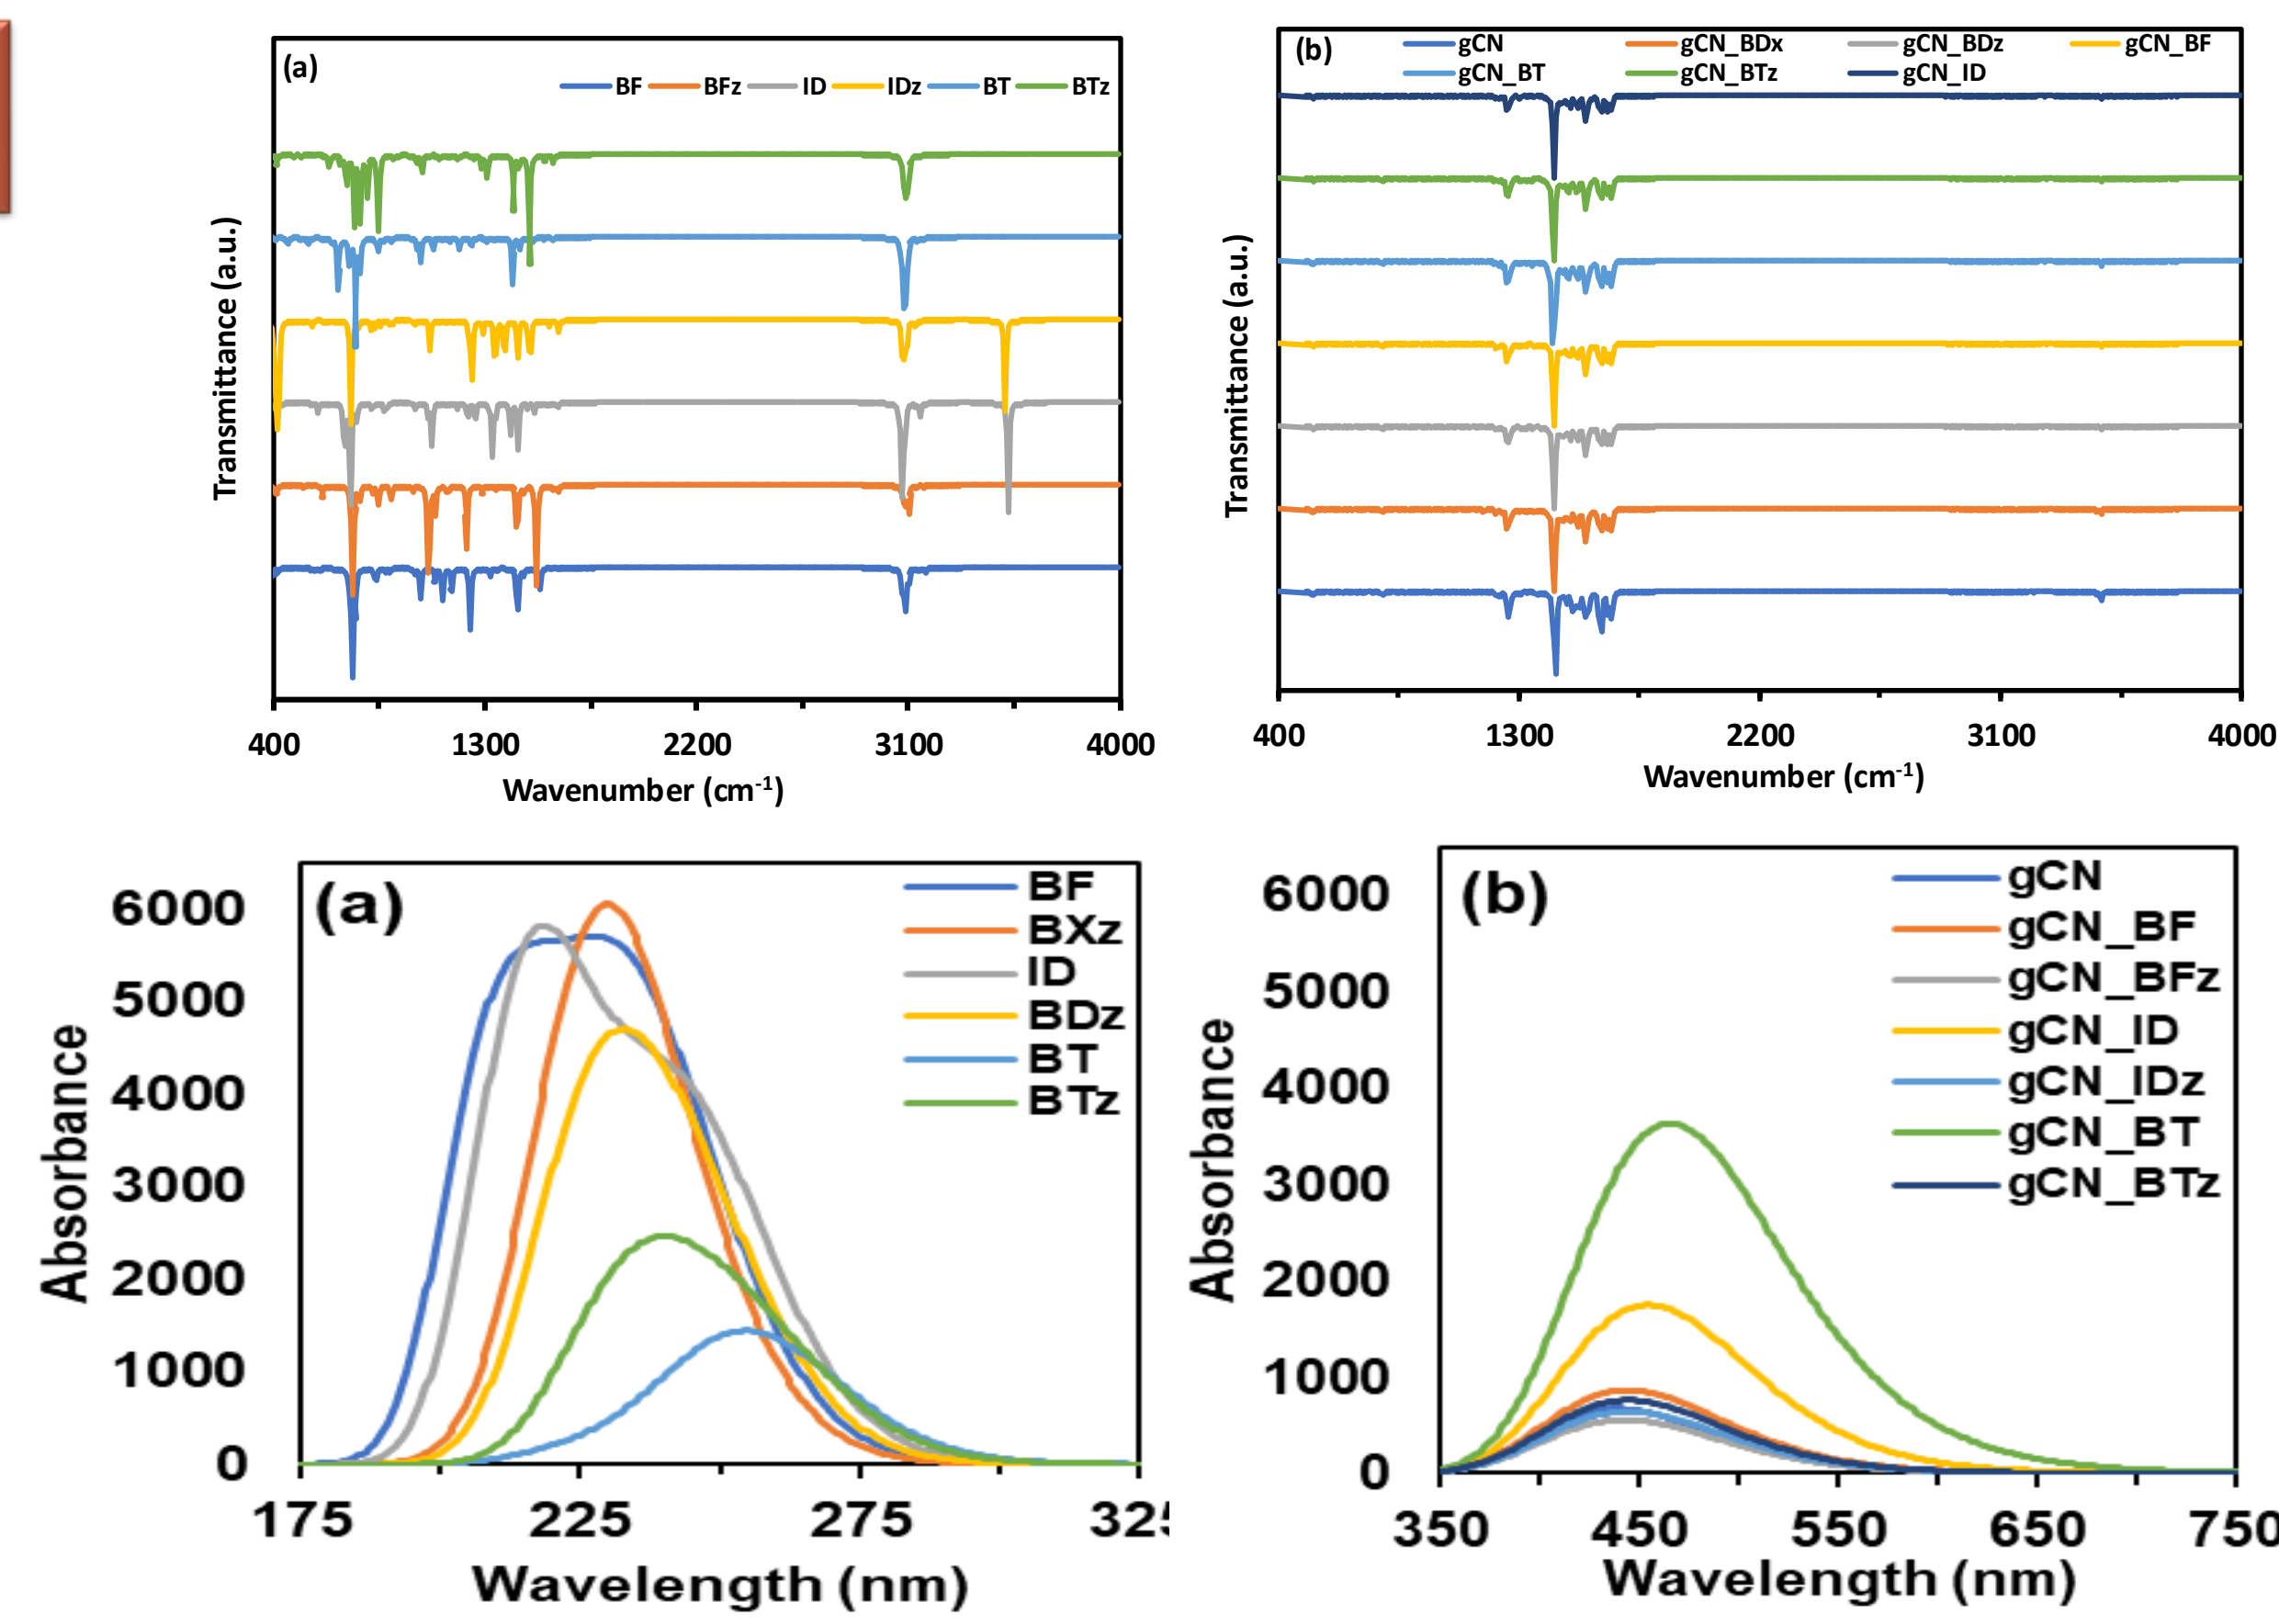 (a)
BF BFz ID IDz BT BTz
Transmittance (a.u.)
400 1300 2200 3100 4000
Wavenumber (cm-1)
(b)
gCN gCN_BDx gCN_BDz gCN_BF
gCN_BT gCN_BTz gCN_ID
Transmittance (a.u.)
400 1300 2200 3100 4000
Wavenumber (cm-1)
(a)
BF
BXz
ID
BDz
BT
BTz
Absorbance
6000
5000
4000
3000
2000
1000
0
175 225 275 325
Wavelength (nm)
(b)
gCN
gCN_BF
gCN_BFz
gCN_ID
gCN_IDz
gCN_BT
gCN_BTz
Absorbance
6000
5000
4000
3000
2000
1000
0
350 450 550 650 750
Wavelength (nm)